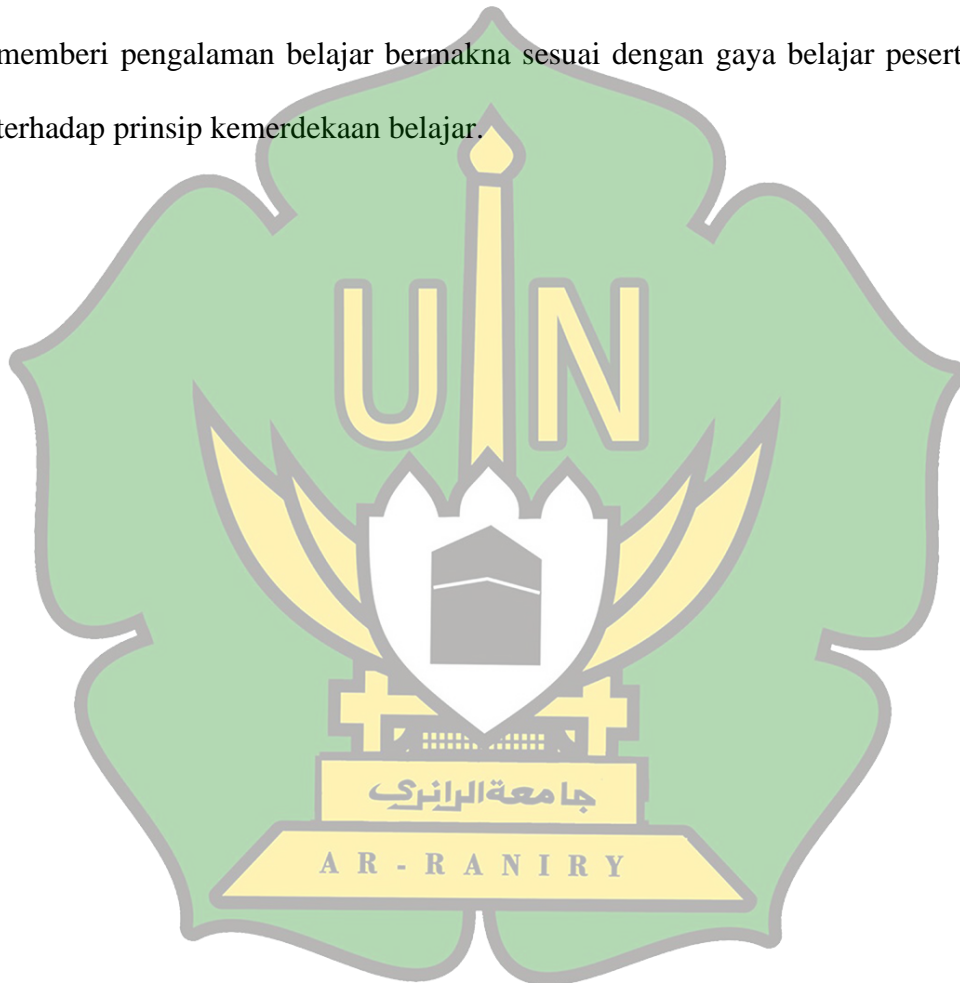 memberi pengalaman belajar bermakna sesuai dengan gaya belajar pesert
terhadap prinsip kemerdekaan belajar.
UIN
جامعة الرانري
AR-RANIRY